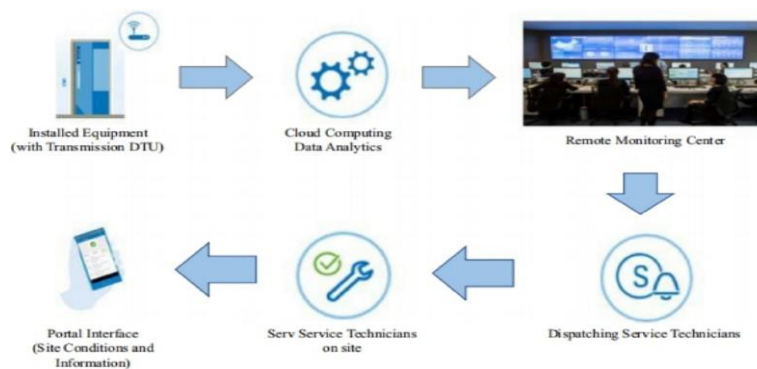 Installed Equipment
(with Transmission DTU)
Cloud Computing
Data Analytics
Remote Monitoring Center
Portal Interface
(Site Conditions and
Information)
Serv Service Technicians
on site
S
Dispatching Service Technicians